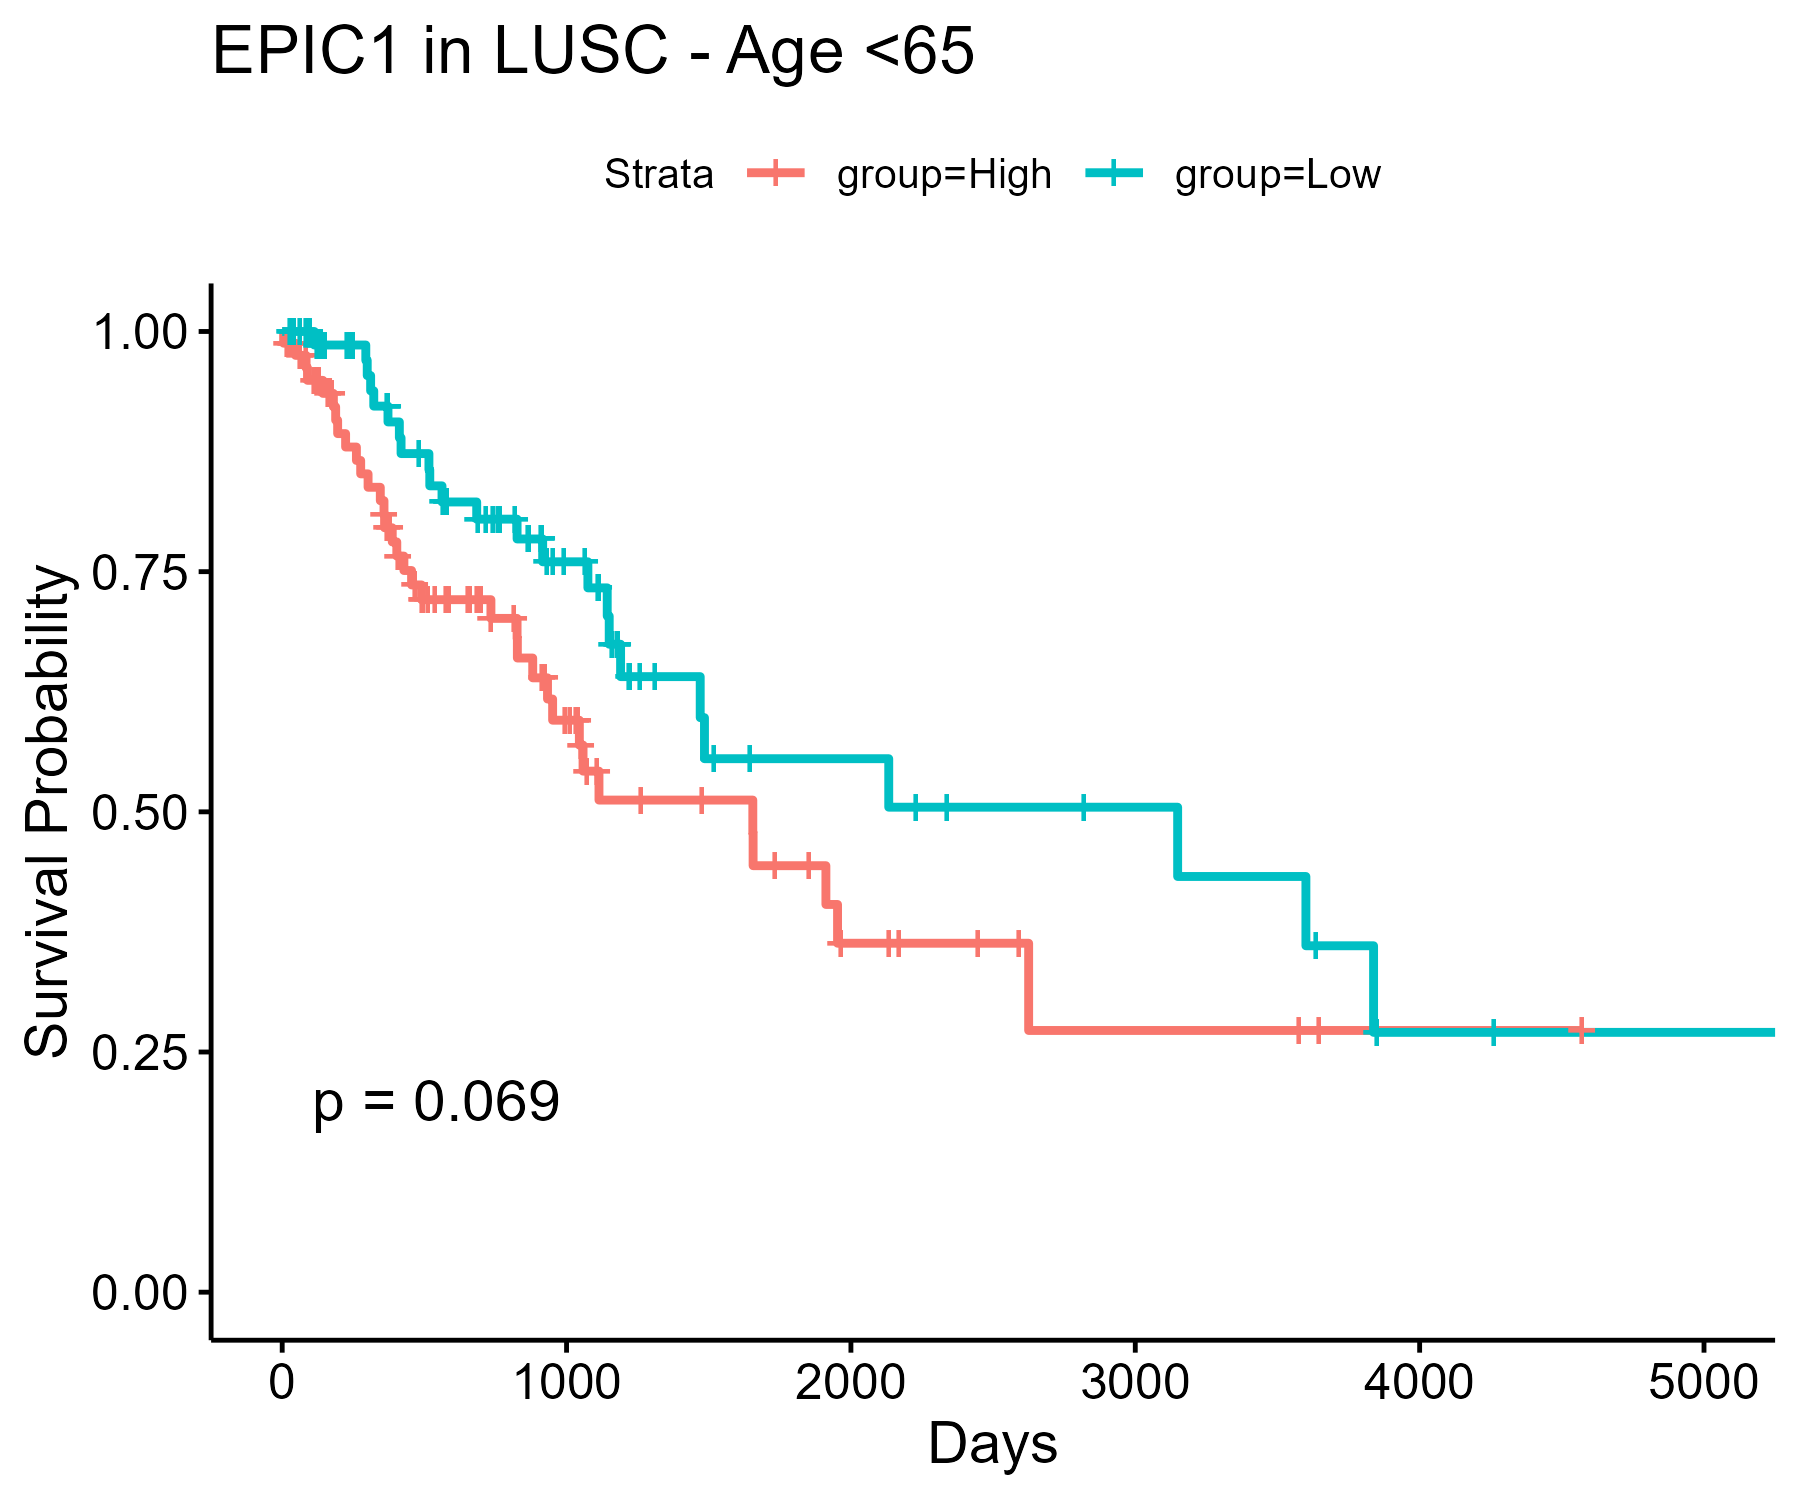 EPIC1 in LUSC - Age <65
Strata group=High group=Low
Survival Probability
1.00
0.75
0.50
0.25
0.00
p = 0.069
0 1000 2000 3000 4000 5000
Days